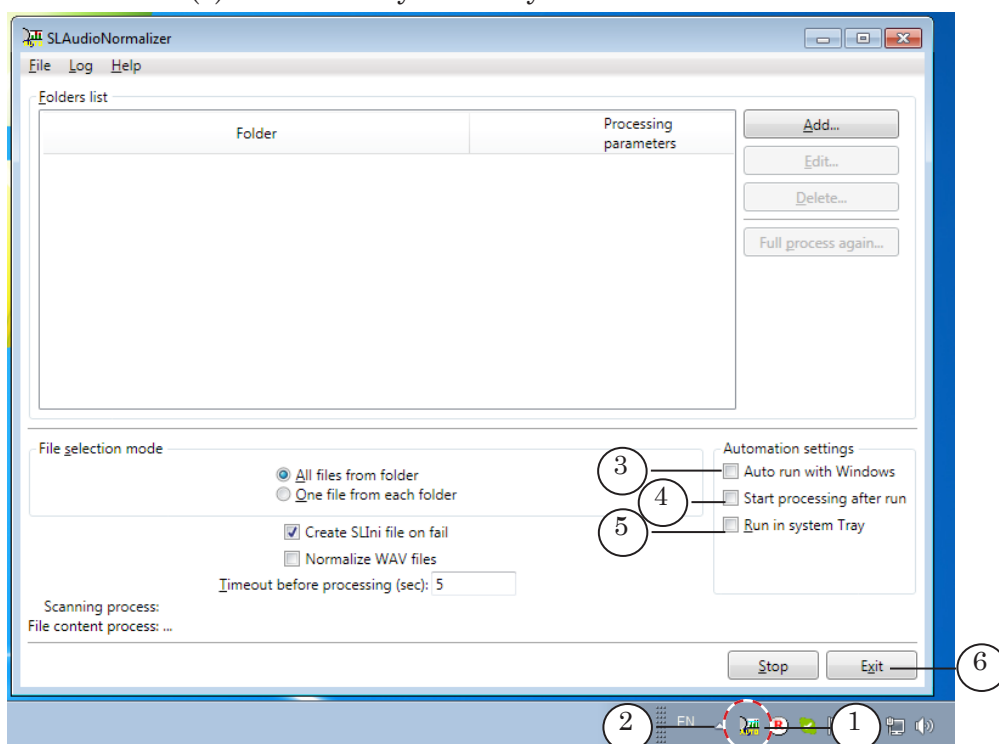 SLAudioNormalizer
File Log Help
Folders list
Folder
Processing
parameters
Add...
Edit...
Delete...
Full process again...
File selection mode
All files from folder
One file from each folder
Create SLIni file on fail
Normalize WAV files
Timeout before processing (sec): 5
Automation settings
3 Auto run with Windows
4 Start processing after run
5 Run in system Tray
Scanning process:
File content process: ...
Stop
Exit
6
2
EN
1